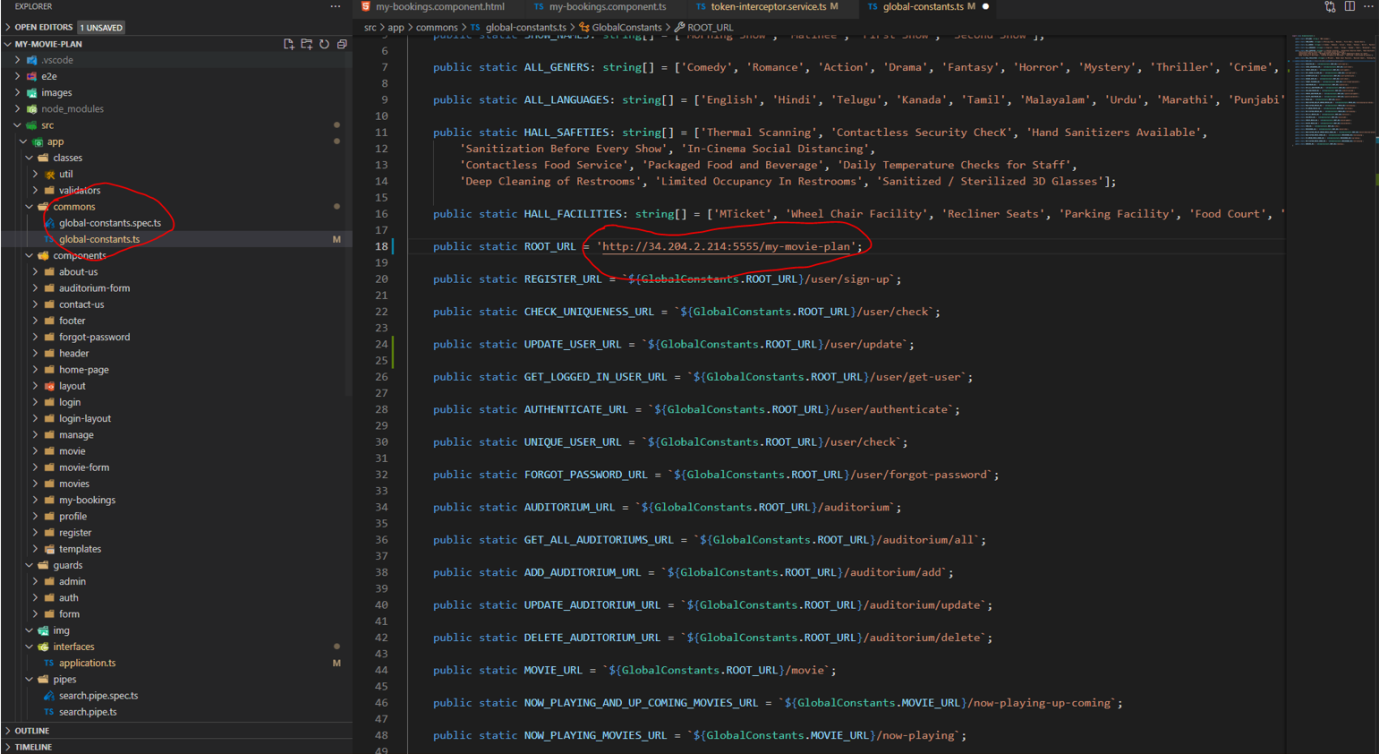 EXPLORER
OPEN EDITORS 1 UNSAVED
MY-MOVIE-PLAN
.vscode
e2e
images
node_modules
src
app
classes
util
validators
commons
global-constants.spec.ts
TS global-constants.ts M
components
about-us
auditorium-form
contact-us
footer
forgot-password
header
home-page
layout
login
login-layout
manage
movie
movie-form
movies
my-bookings
profile
register
templates
guards
admin
auth
form
img
interfaces
TS application.ts M
pipes
search.pipe.spec.ts
TS search.pipe.ts
OUTLINE
TIMELINE
my-bookings.component.html TS my-bookings.component.ts TS token-interceptor.service.ts M TS global-constants.ts M
src > app > commons > TS global-constants.ts > GlobalConstants > ROOT_URL
6
7 public static ALL_GENERS: string[] = ['Comedy', 'Romance', 'Action', 'Drama', 'Fantasy', 'Horror', 'Mystery', 'Thriller', 'Crime',
8
9 public static ALL_LANGUAGES: string[] = ['English', 'Hindi', 'Telugu', 'Kanada', 'Tamil', 'Malayalam', 'Urdu', 'Marathi', 'Punjabi'
10
11 public static HALL_SAFETIES: string[] = ['Thermal Scanning', 'Contactless Security ChecK', 'Hand Sanitizers Available',
12 'Sanitization Before Every Show', 'In-Cinema Social Distancing',
13 'Contactless Food Service', 'Packaged Food and Beverage', 'Daily Temperature Checks for Staff',
14 'Deep Cleaning of Restrooms', 'Limited Occupancy In Restrooms', 'Sanitized / Sterilized 3D Glasses'];
15
16 public static HALL_FACILITIES: string[] = ['MTicket', 'Wheel Chair Facility', 'Recliner Seats', 'Parking Facility', 'Food Court', '
17
18 public static ROOT_URL = 'http://34.204.2.214:5555/my-movie-plan';
19
20 public static REGISTER_URL = `${GlobalConstants.ROOT_URL}/user/sign-up`;
21
22 public static CHECK_UNIQUENESS_URL = `${GlobalConstants.ROOT_URL}/user/check`;
23
24 public static UPDATE_USER_URL = `${GlobalConstants.ROOT_URL}/user/update`;
25
26 public static GET_LOGGED_IN_USER_URL = `${GlobalConstants.ROOT_URL}/user/get-user`;
27
28 public static AUTHENTICATE_URL = `${GlobalConstants.ROOT_URL}/user/authenticate`;
29
30 public static UNIQUE_USER_URL = `${GlobalConstants.ROOT_URL}/user/check`;
31
32 public static FORGOT_PASSWORD_URL = `${GlobalConstants.ROOT_URL}/user/forgot-password`;
33
34 public static AUDITORIUM_URL = `${GlobalConstants.ROOT_URL}/auditorium`;
35
36 public static GET_ALL_AUDITORIUMS_URL = `${GlobalConstants.ROOT_URL}/auditorium/all`;
37
38 public static ADD_AUDITORIUM_URL = `${GlobalConstants.ROOT_URL}/auditorium/add`;
39
40 public static UPDATE_AUDITORIUM_URL = `${GlobalConstants.ROOT_URL}/auditorium/update`;
41
42 public static DELETE_AUDITORIUM_URL = `${GlobalConstants.ROOT_URL}/auditorium/delete`;
43
44 public static MOVIE_URL = `${GlobalConstants.ROOT_URL}/movie`;
45
46 public static NOW_PLAYING_AND_UP_COMING_MOVIES_URL = `${GlobalConstants.MOVIE_URL}/now-playing-up-coming`;
47
48 public static NOW_PLAYING_MOVIES_URL = `${GlobalConstants.MOVIE_URL}/now-playing`;
49